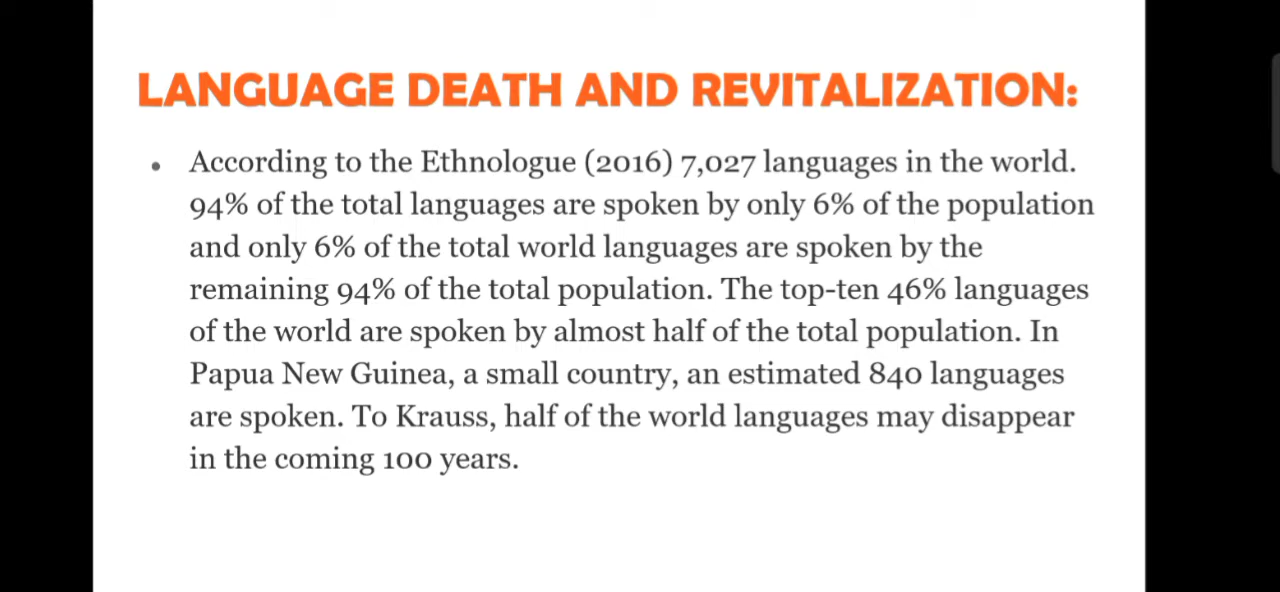 LANGUAGE DEATH AND REVITALIZATION:
• According to the Ethnologue (2016) 7,027 languages in the world.
94% of the total languages are spoken by only 6% of the population
and only 6% of the total world languages are spoken by the
remaining 94% of the total population. The top-ten 46% languages
of the world are spoken by almost half of the total population. In
Papua New Guinea, a small country, an estimated 840 languages
are spoken. To Krauss, half of the world languages may disappear
in the coming 100 years.